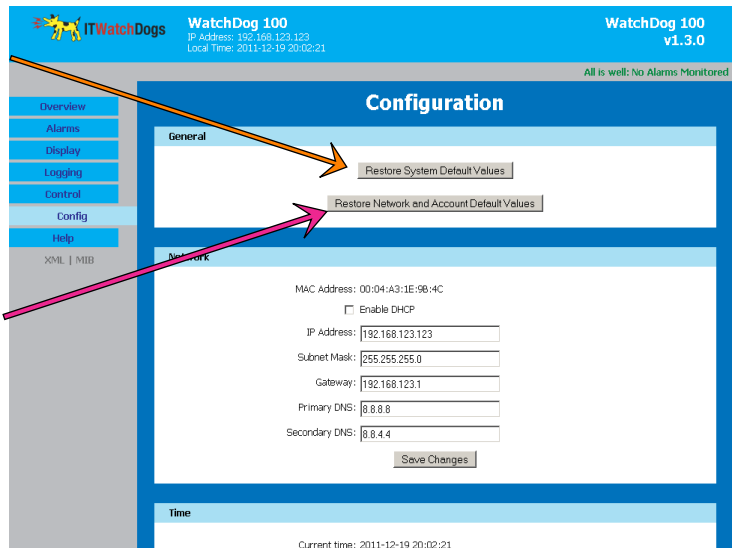 ITWatchDogs
WatchDog 100
IP Address: 192.168.123.123
Local Time: 2011-12-19 20:02:21
WatchDog 100
v1.3.0
All is well: No Alarms Monitored
Overview
Alarms
Display
Logging
Control
Config
Help
XML | MIB
Configuration
General
Restore System Default Values
Restore Network and Account Default Values
Network
MAC Address: 00:04:A3:1E:9B:4C
Enable DHCP
IP Address: 192.168.123.123
Subnet Mask: 255.255.255.0
Gateway: 192.168.123.1
Primary DNS: 8.8.8.8
Secondary DNS: 8.8.4.4
Save Changes
Time
Current time: 2011-12-19 20:02:21